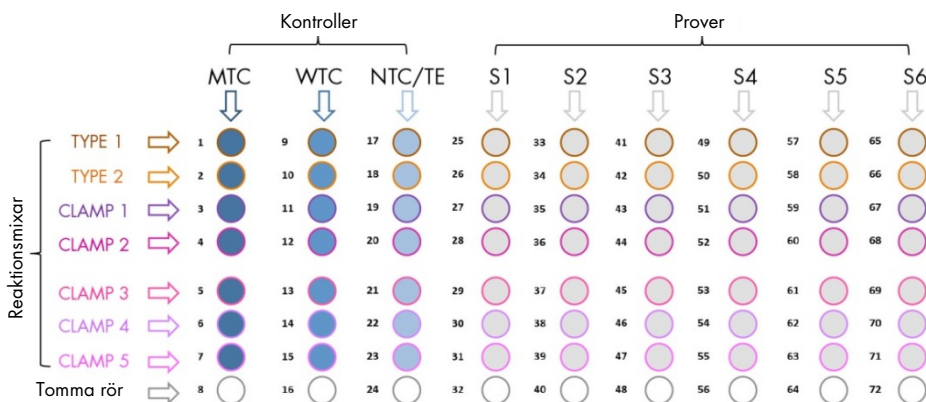 Kontroller Prover
MTC WTC NTC/TE S1 S2 S3 S4 S5 S6
Reaktionsmixar
TYPE 1 1 9 17 25 33 41 49 57 65
TYPE 2 2 10 18 26 34 42 50 58 66
CLAMP 1 3 11 19 27 35 43 51 59 67
CLAMP 2 4 12 20 28 36 44 52 60 68
CLAMP 3 5 13 21 29 37 45 53 61 69
CLAMP 4 6 14 22 30 38 46 54 62 70
CLAMP 5 7 15 23 31 39 47 55 63 71
Tomma rör 8 16 24 32 40 48 56 64 72